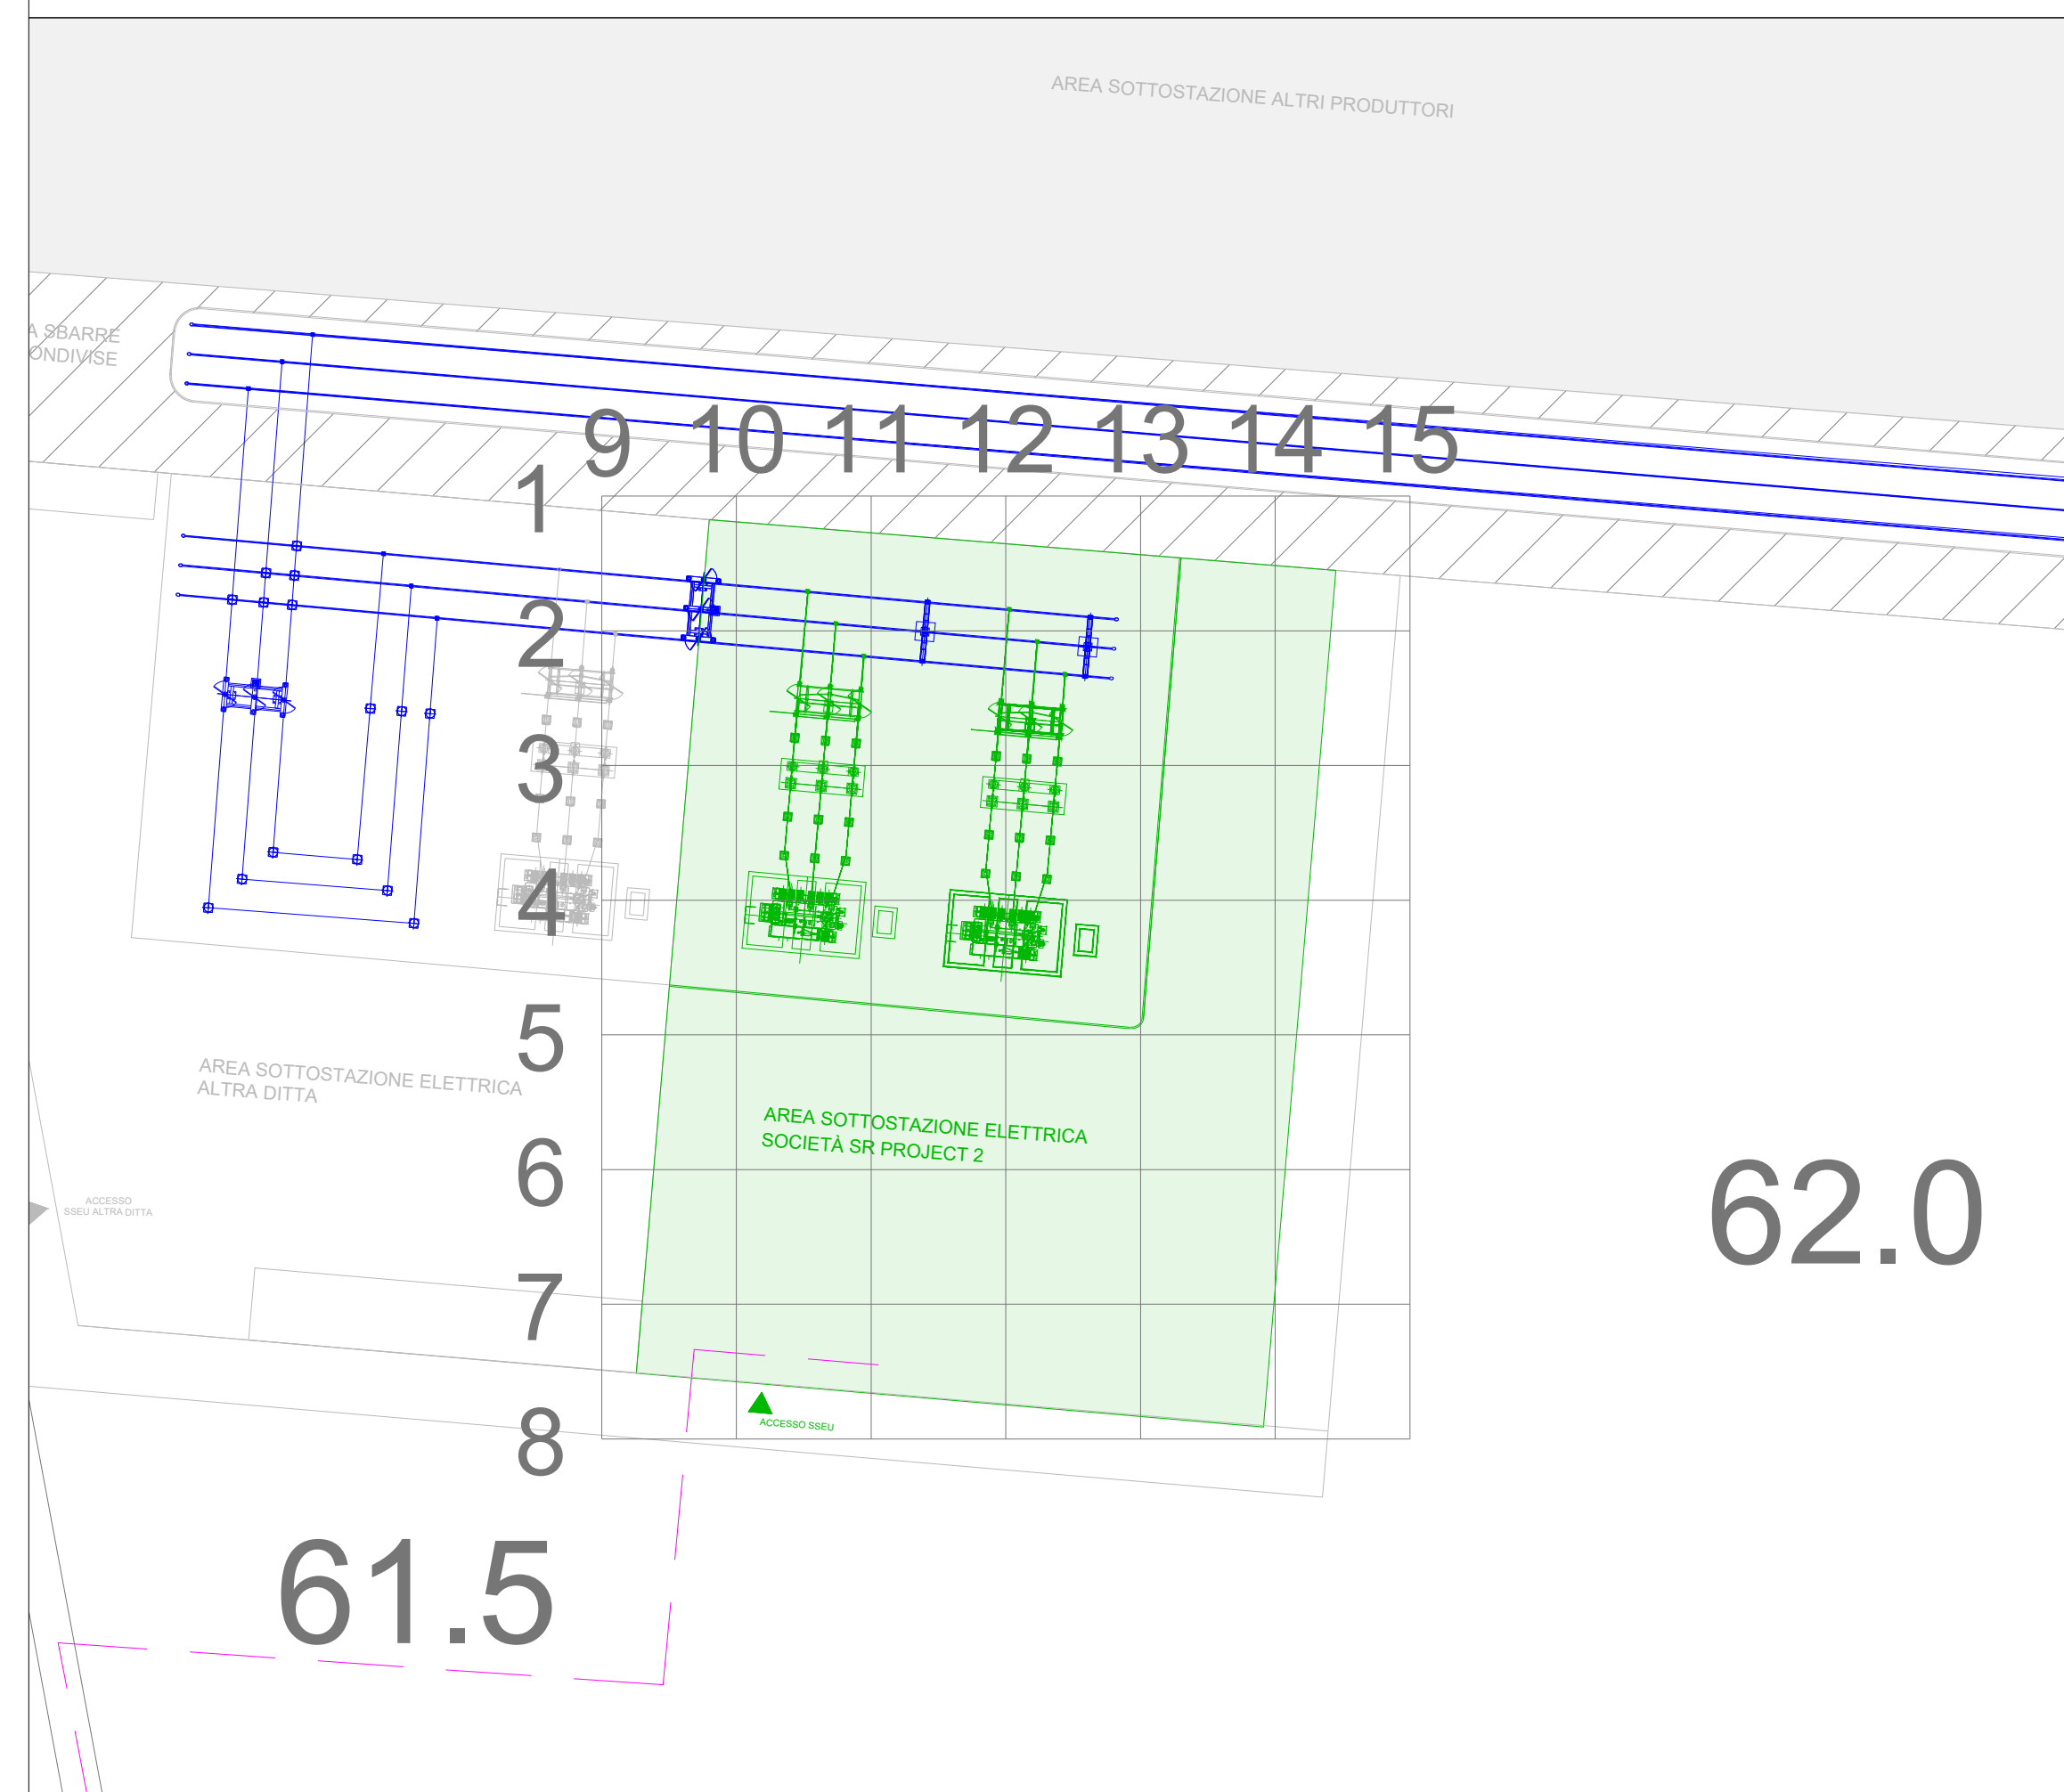 AREA SOTTOSTAZIONE ALTRI PRODUTTORI
A SBARRE
ONDIVISE
9 10 11 12 13 14 15
1
2
3
4
5
6
7
8
AREA SOTTOSTAZIONE ELETTRICA
ALTRA DITTA
AREA SOTTOSTAZIONE ELETTRICA
SOCIETÀ SR PROJECT 2
ACCESSO
SSEU ALTRA DITTA
62.0
ACCESSO SSEU
61.5